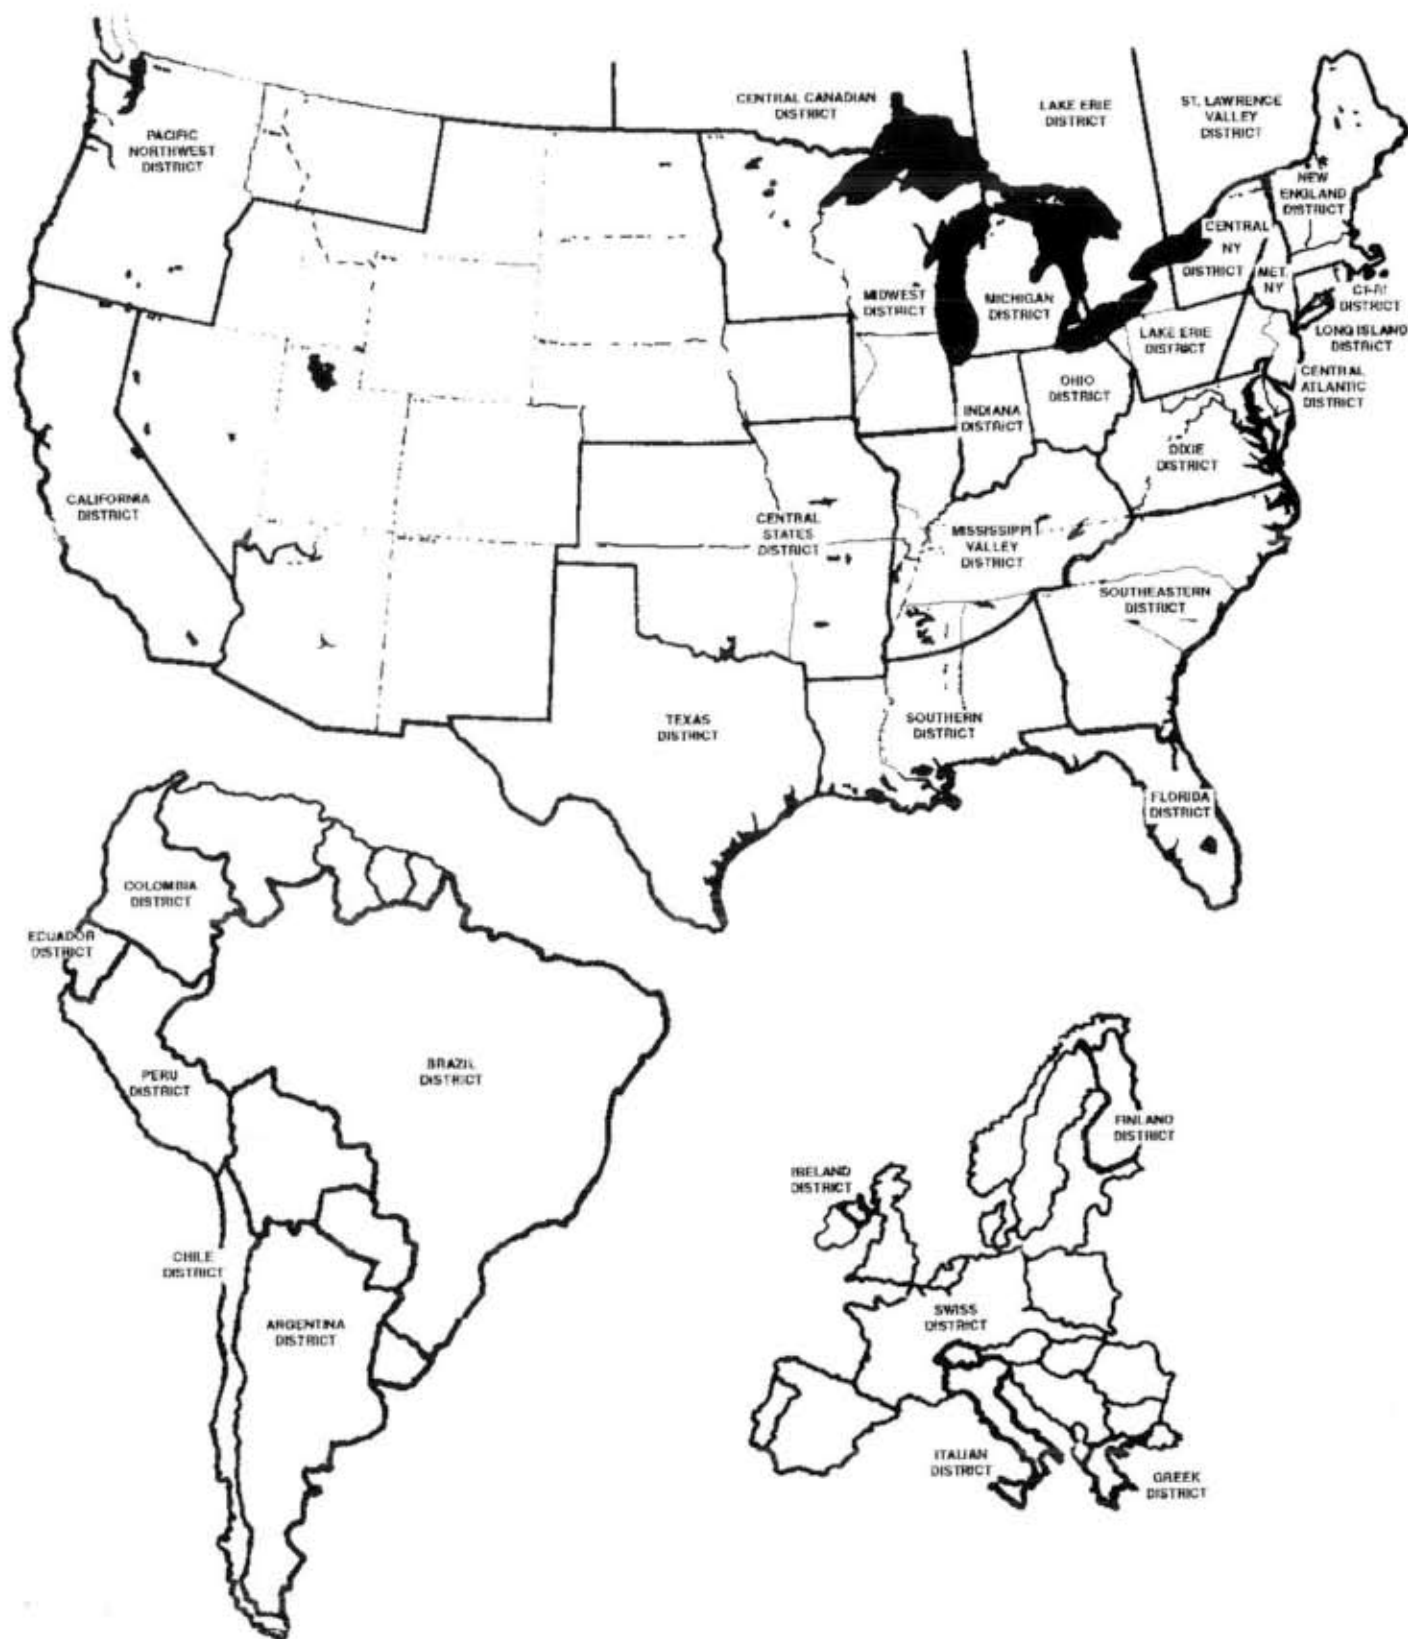 CENTRAL CANADIAN
DISTRICT
LAKE ERIE
DISTRICT
ST. LAWRENCE
VALLEY
DISTRICT
PACIFIC
NORTHWEST
DISTRICT
NEW
ENGLAND
DISTRICT
CENTRAL
NY
DISTRICT
MET.
NY
CT-RI
DISTRICT
LONG ISLAND
DISTRICT
MIDWEST
DISTRICT
MICHIGAN
DISTRICT
LAKE ERIE
DISTRICT
CENTRAL
ATLANTIC
DISTRICT
OHIO
DISTRICT
INDIANA
DISTRICT
DIXIE
DISTRICT
CALIFORNIA
DISTRICT
CENTRAL
STATES
DISTRICT
MISSISSIPPI
VALLEY
DISTRICT
SOUTHEASTERN
DISTRICT
TEXAS
DISTRICT
SOUTHERN
DISTRICT
FLORIDA
DISTRICT
COLOMBIA
DISTRICT
ECUADOR
DISTRICT
PERU
DISTRICT
BRAZIL
DISTRICT
CHILE
DISTRICT
ARGENTINA
DISTRICT
FINLAND
DISTRICT
IRELAND
DISTRICT
SWISS
DISTRICT
ITALIAN
DISTRICT
GREEK
DISTRICT